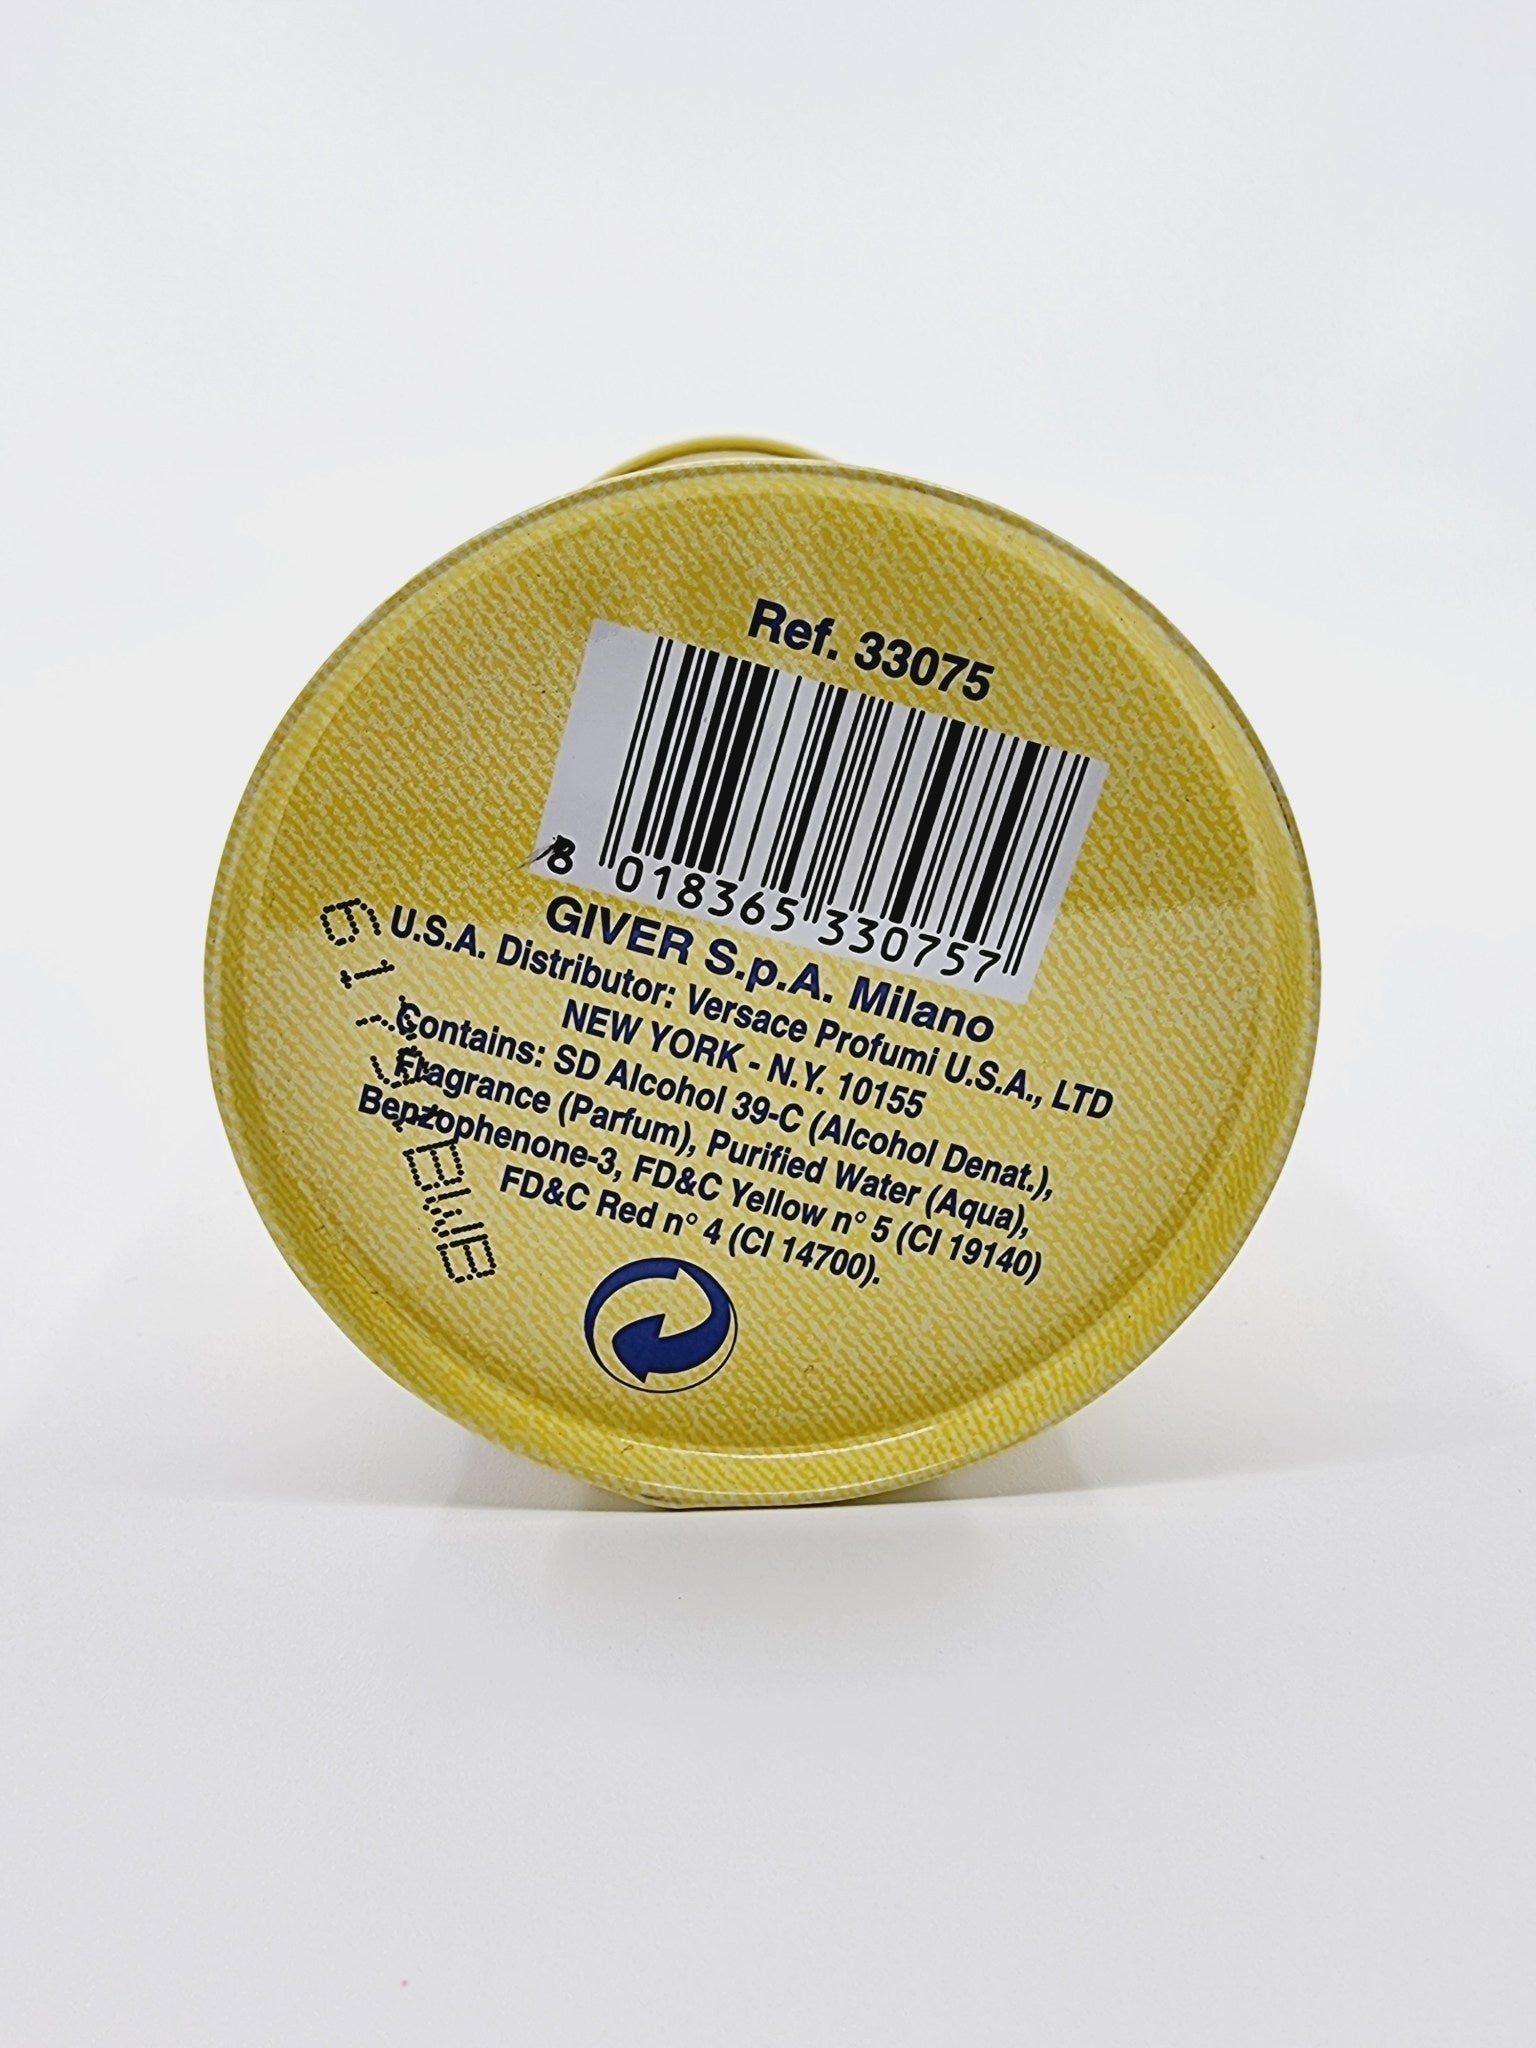 Ref. 33075
8 018365 330757
GIVER S.p.A. Milano
U.S.A. Distributor: Versace Profumi U.S.A., LTD
NEW YORK - N.Y. 10155
Contains: SD Alcohol 39-C (Alcohol Denat.),
Fragrance (Parfum), Purified Water (Aqua),
Benzophenone-3, FD&C Yellow n° 5 (CI 19140)
FD&C Red n° 4 (CI 14700).